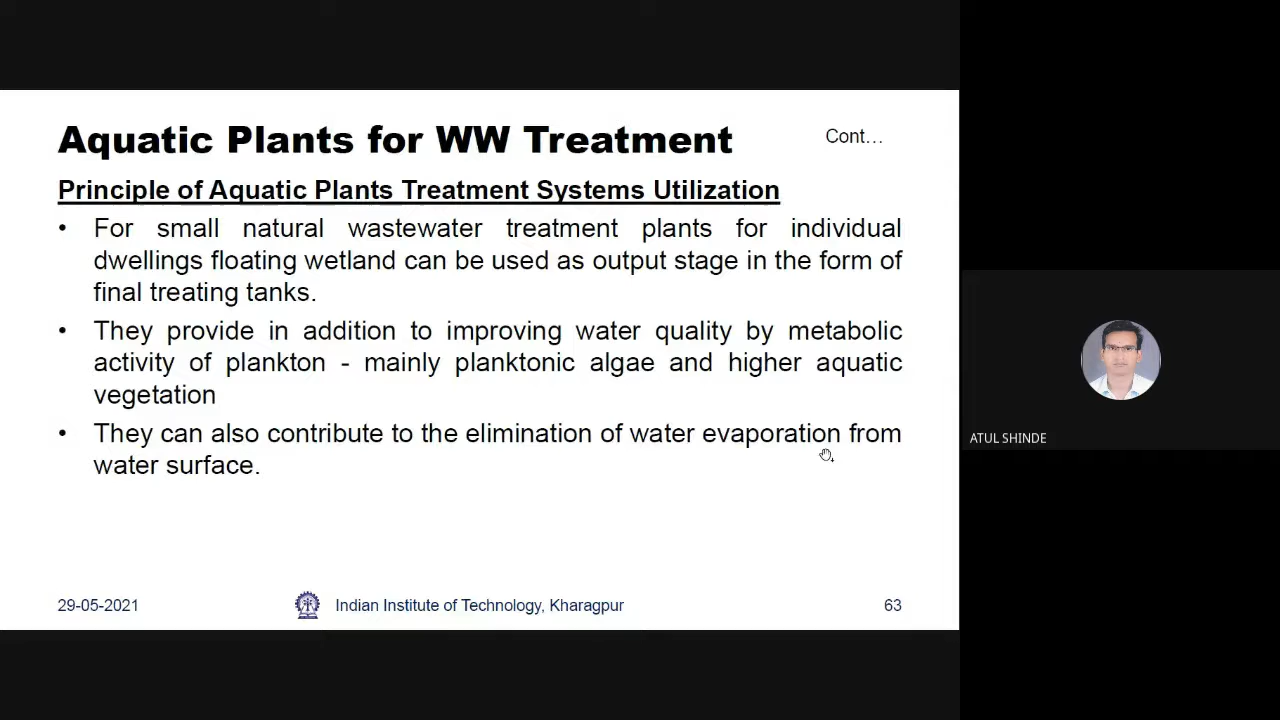 Aquatic Plants for WW Treatment
Cont...
Principle of Aquatic Plants Treatment Systems Utilization
• For small natural wastewater treatment plants for individual
dwellings floating wetland can be used as output stage in the form of
final treating tanks.
• They provide in addition to improving water quality by metabolic
activity of plankton - mainly planktonic algae and higher aquatic
vegetation
• They can also contribute to the elimination of water evaporation from
water surface.
29-05-2021
Indian Institute of Technology, Kharagpur
63
ATUL SHINDE